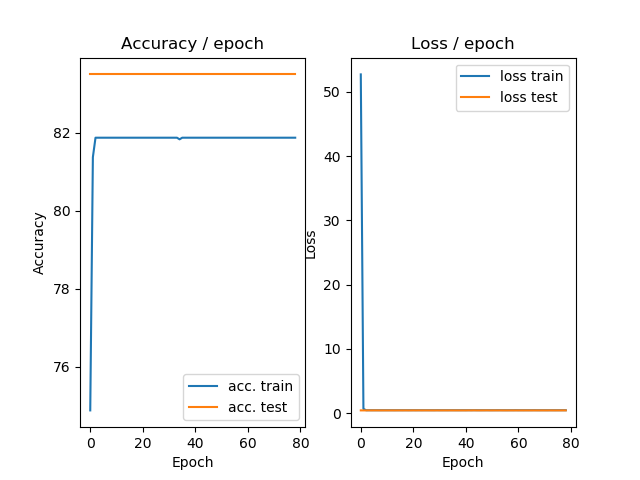 Accuracy / epoch
Accuracy
82
80
78
76
acc. train
acc. test
0 20 40 60 80
Epoch
Loss / epoch
Loss
50
40
30
20
10
0
loss train
loss test
0 20 40 60 80
Epoch